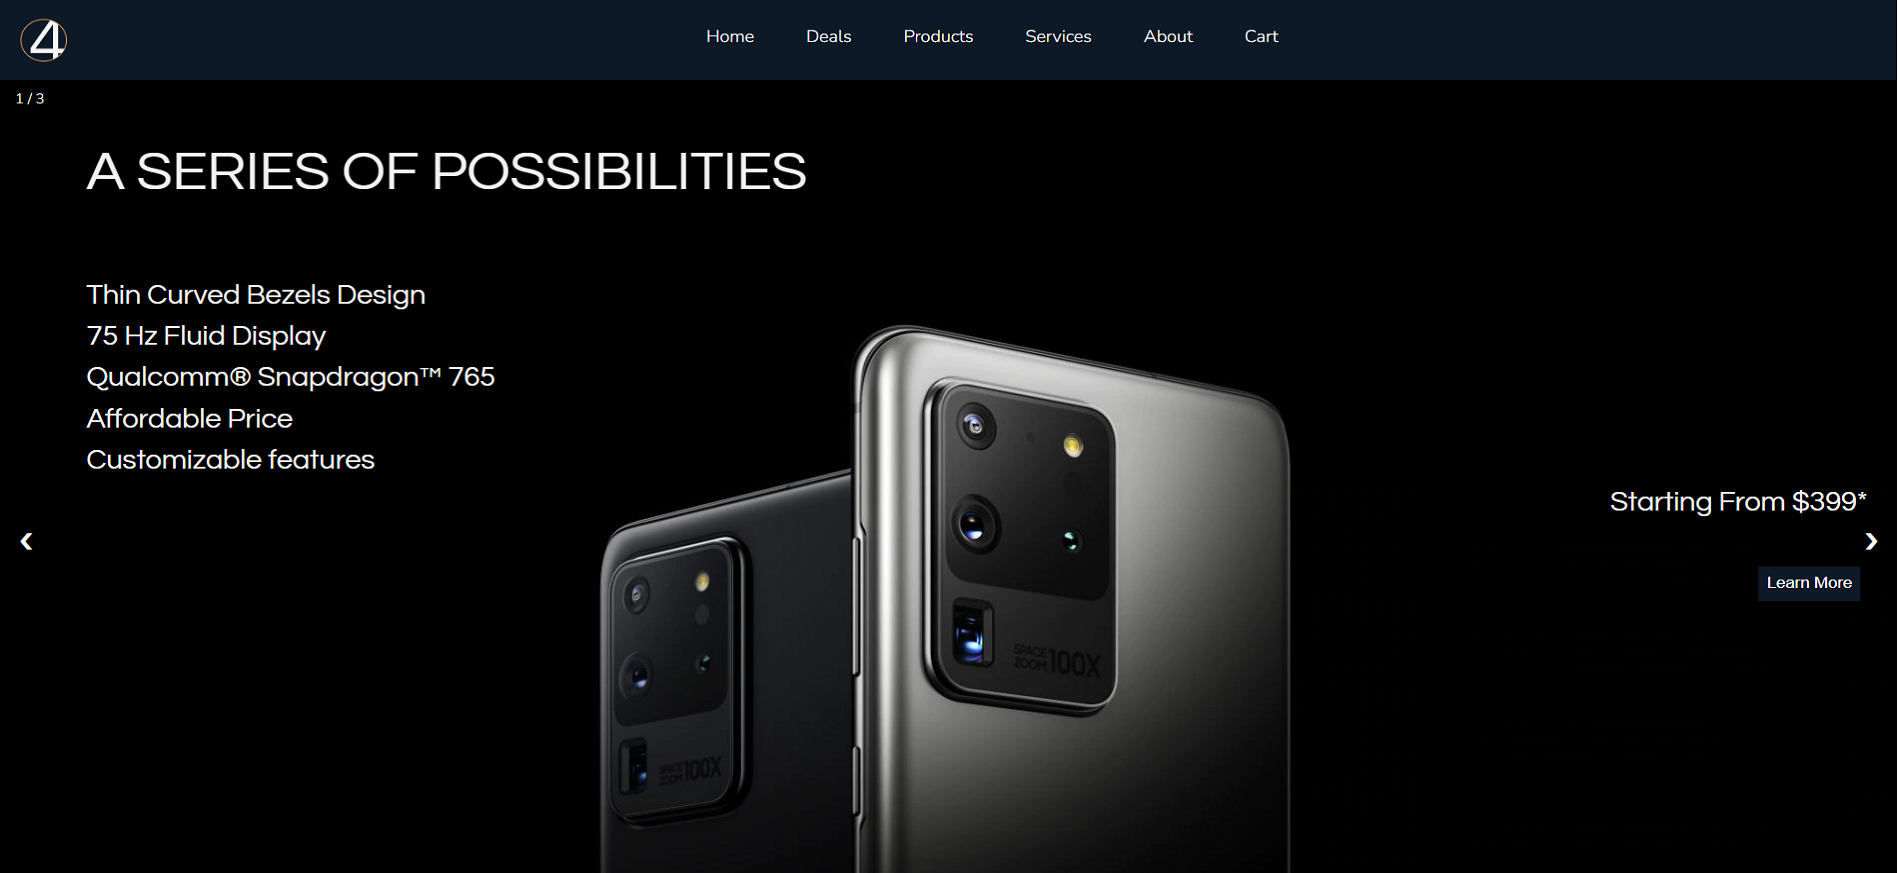 4
Home Deals Products Services About Cart
1 / 3
A SERIES OF POSSIBILITIES
Thin Curved Bezels Design
75 Hz Fluid Display
Qualcomm® Snapdragon™ 765
Affordable Price
Customizable features
Starting From $399*
❮ ❯
Learn More
SPACE
ZOOM 100X
SPACE
ZOOM 100X